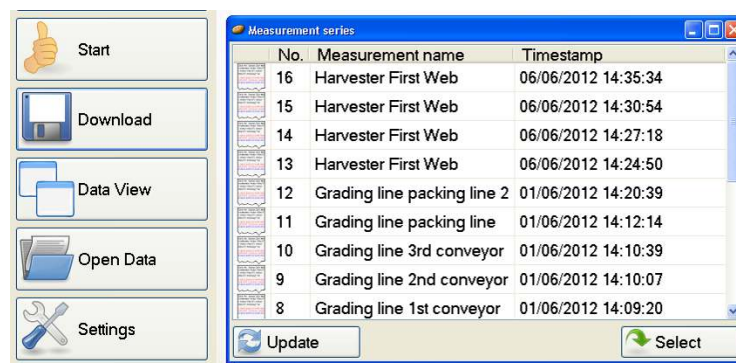 Start
Download
Data View
Open Data
Settings
Measurement series
No. Measurement name Timestamp
16 Harvester First Web 06/06/2012 14:35:34
15 Harvester First Web 06/06/2012 14:30:54
14 Harvester First Web 06/06/2012 14:27:18
13 Harvester First Web 06/06/2012 14:24:50
12 Grading line packing line 2 01/06/2012 14:20:39
11 Grading line packing line 01/06/2012 14:12:14
10 Grading line 3rd conveyor 01/06/2012 14:10:39
9 Grading line 2nd conveyor 01/06/2012 14:10:07
8 Grading line 1st conveyor 01/06/2012 14:09:20
Update
Select